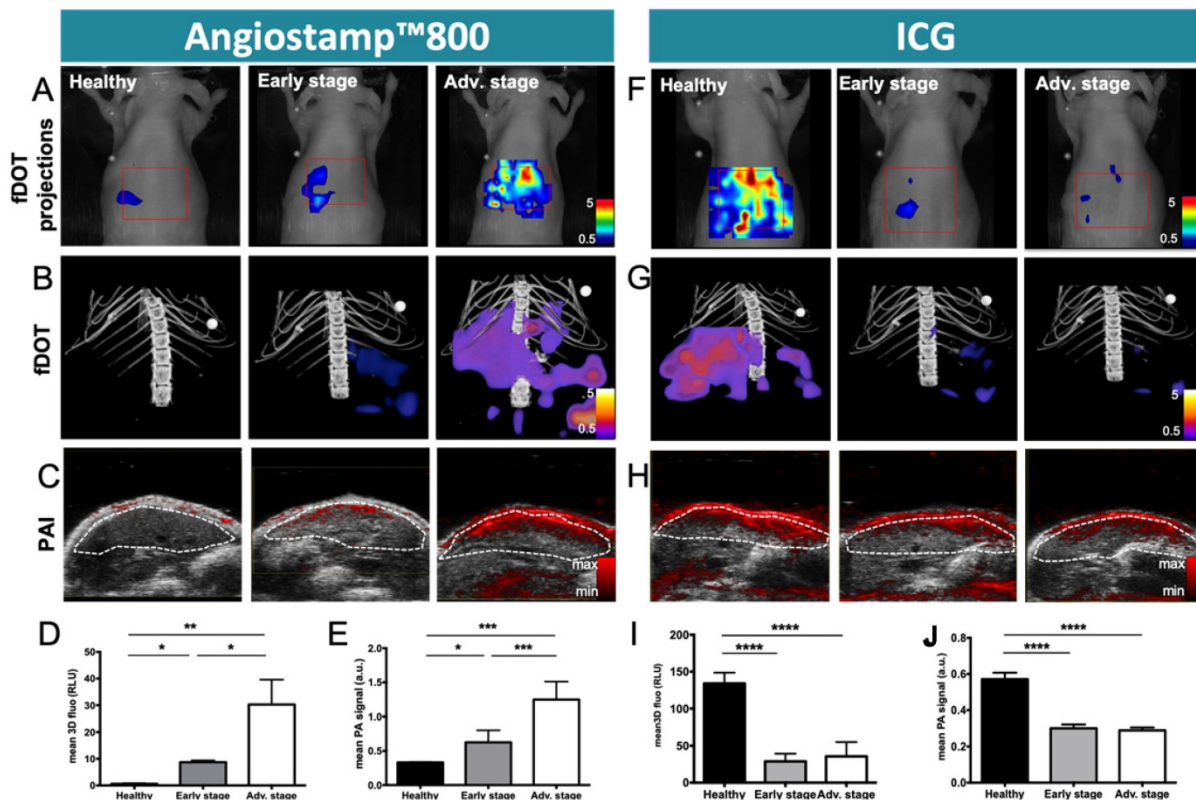 Angiostamp™800
ICG
A
fDOT projections
Healthy
Early stage
Adv. stage
5
0.5
F
Healthy
Early stage
Adv. stage
5
0.5
B
fDOT
5
0.5
G
5
0.5
C
PAI
max
min
H
max
min
D
**
*
*
mean 3D fluo (RLU)
50
40
30
20
10
0
Healthy
Early stage
Adv. stage
E
***
*
***
mean PA signal (a.u.)
2.0
1.5
1.0
0.5
0.0
Healthy
Early stage
Adv. stage
I
****
****
mean3D fluo (RLU)
200
150
100
50
0
Healthy
Early stage
Adv. stage
J
****
****
mean PA signal (a.u.)
0.8
0.6
0.4
0.2
0.0
Healthy
Early stage
Adv. stage